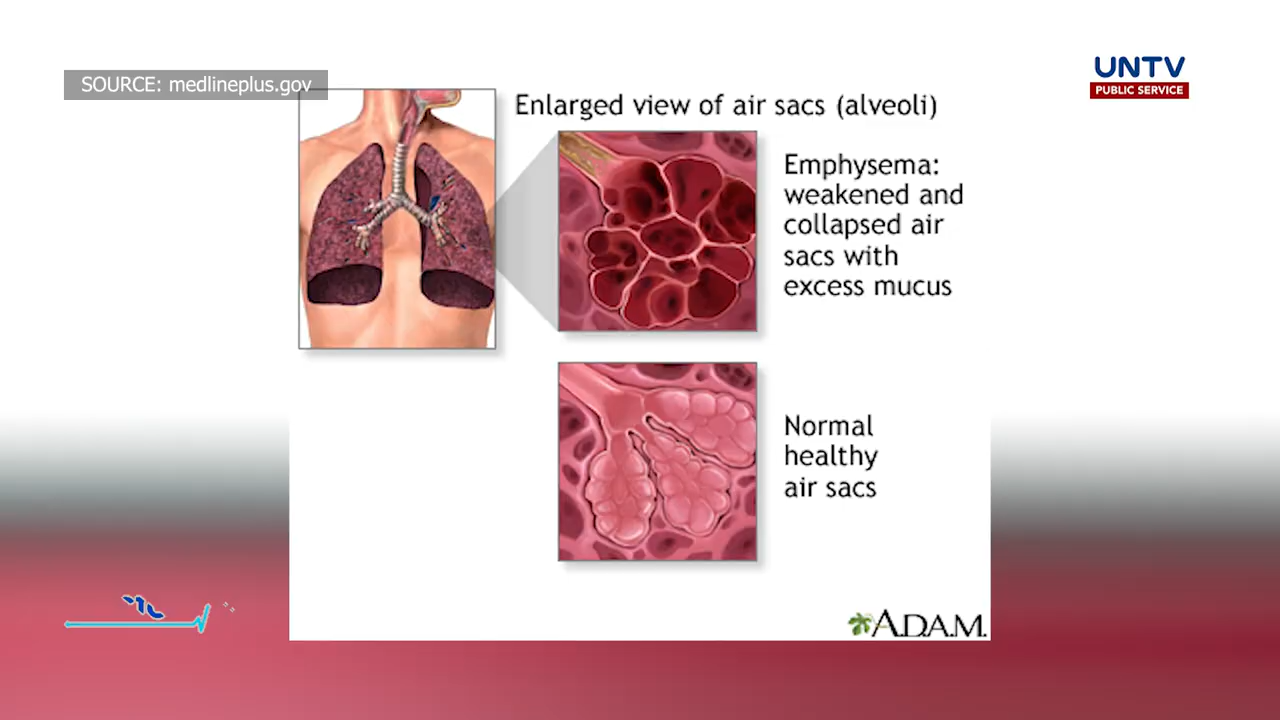 SOURCE: medlineplus.gov
UNTV
PUBLIC SERVICE
Enlarged view of air sacs (alveoli)
Emphysema:
weakened and
collapsed air
sacs with
excess mucus
Normal
healthy
air sacs
A.D.A.M.